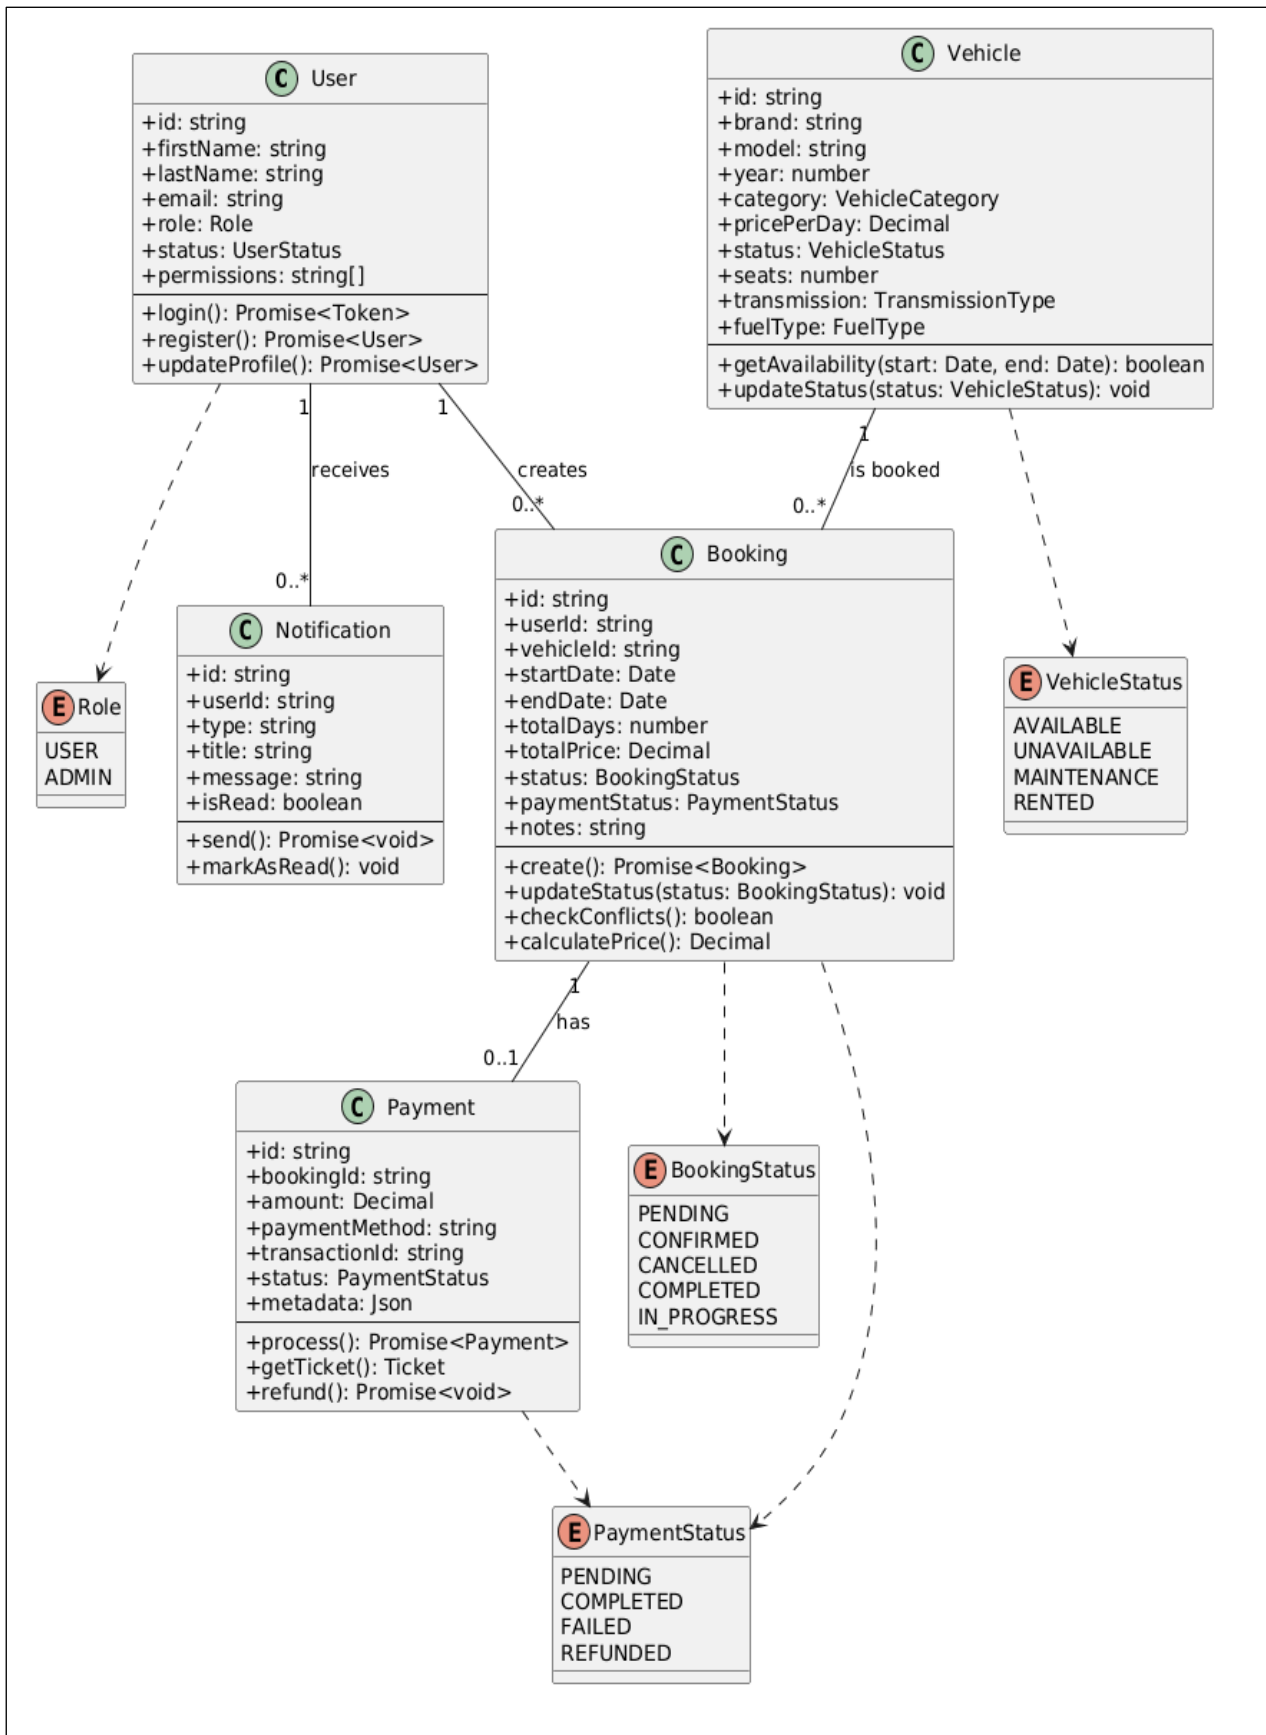 C User
+id: string
+firstName: string
+lastName: string
+email: string
+role: Role
+status: UserStatus
+permissions: string[]
+login(): Promise<Token>
+register(): Promise<User>
+updateProfile(): Promise<User>
C Vehicle
+id: string
+brand: string
+model: string
+year: number
+category: VehicleCategory
+pricePerDay: Decimal
+status: VehicleStatus
+seats: number
+transmission: TransmissionType
+fuelType: FuelType
+getAvailability(start: Date, end: Date): boolean
+updateStatus(status: VehicleStatus): void
1
receives
0..*
1
creates
0..*
1
is booked
0..*
E Role
USER
ADMIN
C Notification
+id: string
+userId: string
+type: string
+title: string
+message: string
+isRead: boolean
+send(): Promise<void>
+markAsRead(): void
C Booking
+id: string
+userId: string
+vehicleId: string
+startDate: Date
+endDate: Date
+totalDays: number
+totalPrice: Decimal
+status: BookingStatus
+paymentStatus: PaymentStatus
+notes: string
+create(): Promise<Booking>
+updateStatus(status: BookingStatus): void
+checkConflicts(): boolean
+calculatePrice(): Decimal
E VehicleStatus
AVAILABLE
UNAVAILABLE
MAINTENANCE
RENTED
1
has
0..1
C Payment
+id: string
+bookingId: string
+amount: Decimal
+paymentMethod: string
+transactionId: string
+status: PaymentStatus
+metadata: Json
+process(): Promise<Payment>
+getTicket(): Ticket
+refund(): Promise<void>
E BookingStatus
PENDING
CONFIRMED
CANCELLED
COMPLETED
IN_PROGRESS
E PaymentStatus
PENDING
COMPLETED
FAILED
REFUNDED